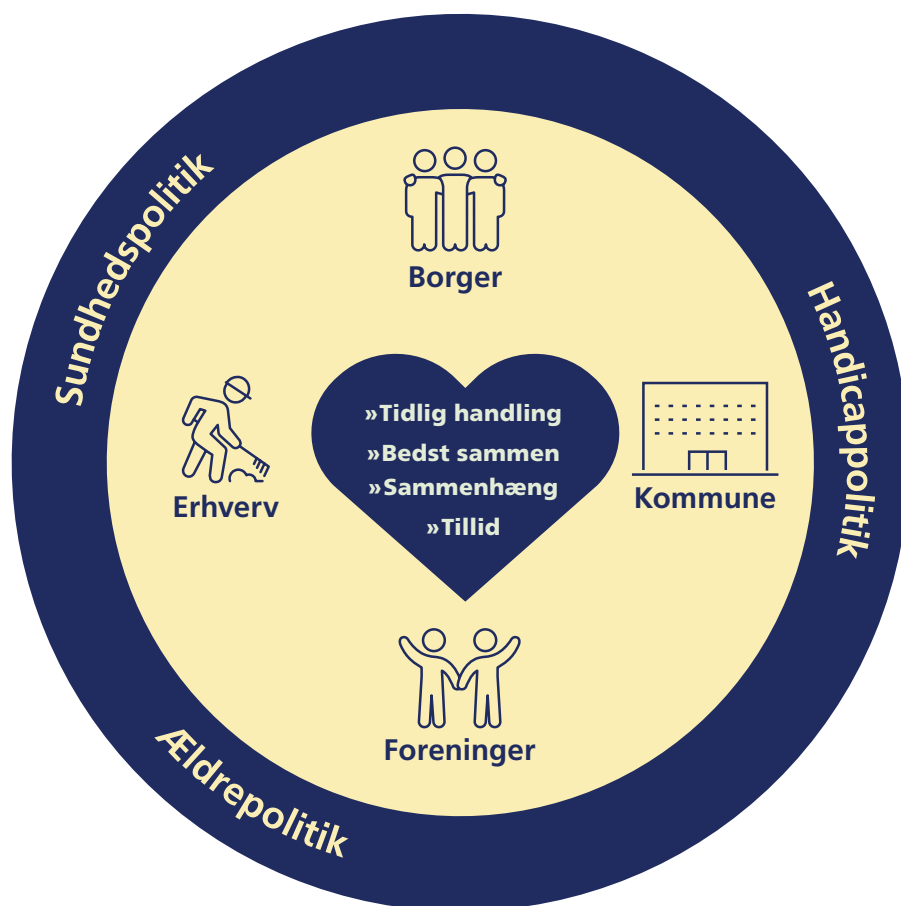 Sundhedspolitik
Handicappolitik
Ældrepolitik
Borger
Erhverv
»Tidlig handling
»Bedst sammen
»Sammenhæng
»Tillid
Kommune
Foreninger